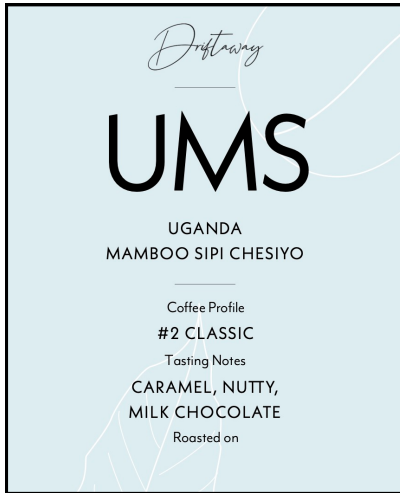 Driftaway
UMS
UGANDA
MAMBOO SIPI CHESIYO
Coffee Profile
#2 CLASSIC
Tasting Notes
CARAMEL, NUTTY,
MILK CHOCOLATE
Roasted on